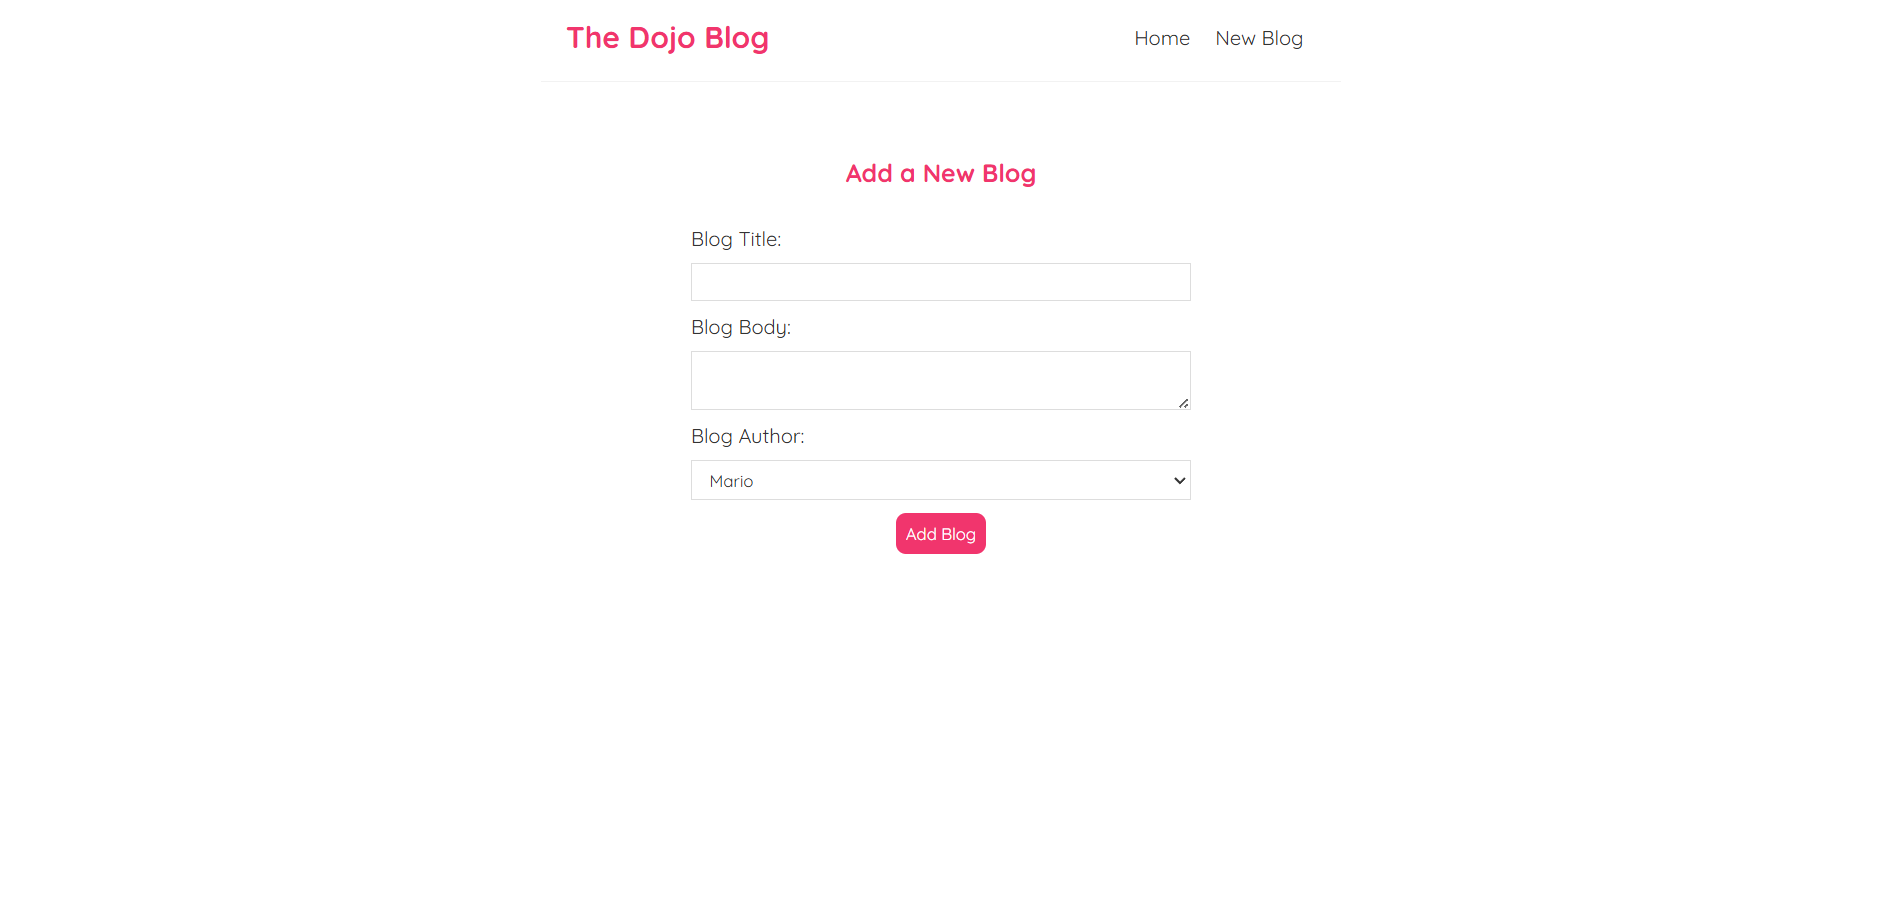 The Dojo Blog
Home New Blog
Add a New Blog
Blog Title:
Blog Body:
Blog Author:
Mario
Add Blog